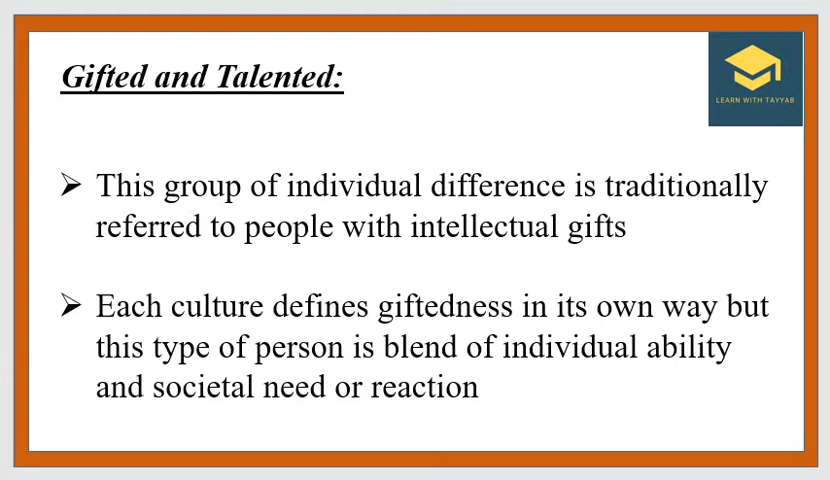 Gifted and Talented:
LEARN WITH TAYYAB
➢ This group of individual difference is traditionally
referred to people with intellectual gifts
➢ Each culture defines giftedness in its own way but
this type of person is blend of individual ability
and societal need or reaction